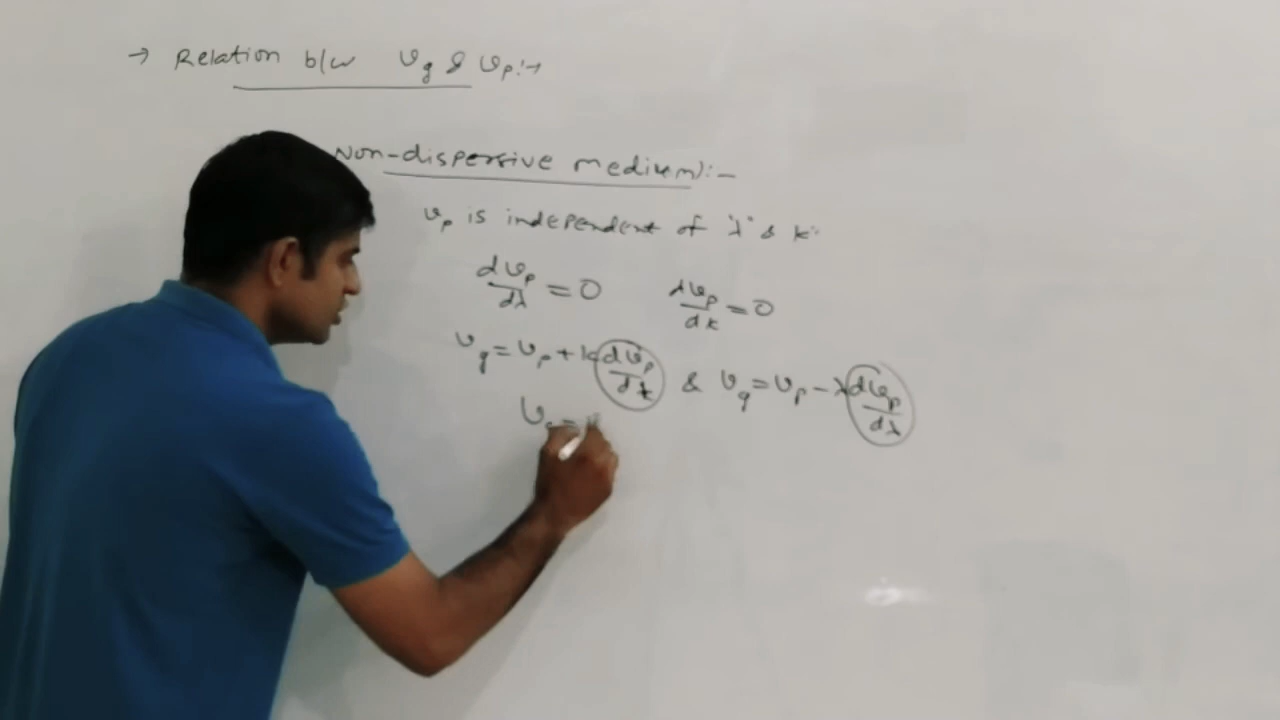 → Relation b/w υg & υp:→
Non-dispersive medium):-
υp is independent of 'λ' & 'k'
dυp/dλ = 0 dυp/dk = 0
υg = υp + k dυp/dk & υg = υp - λ dυp/dλ
υg =